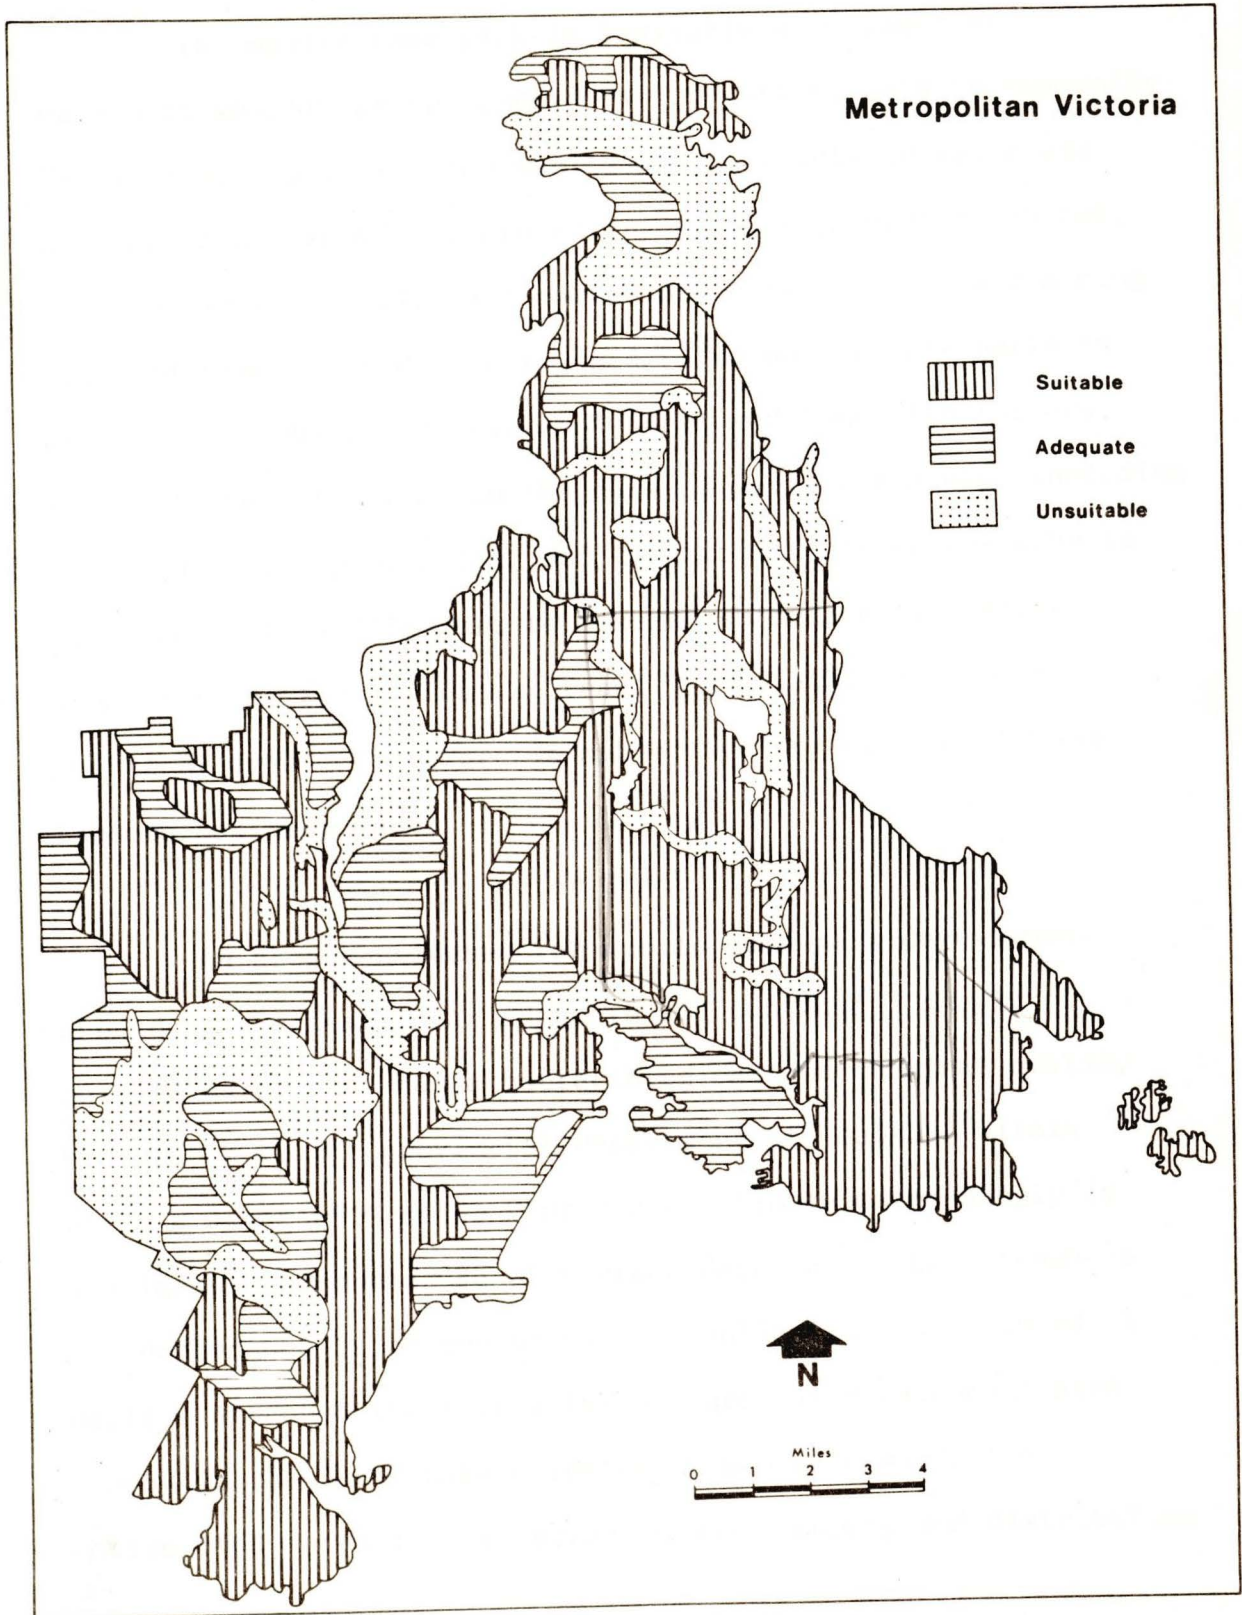 Metropolitan Victoria
Suitable
Adequate
Unsuitable
N
Miles
0 1 2 3 4